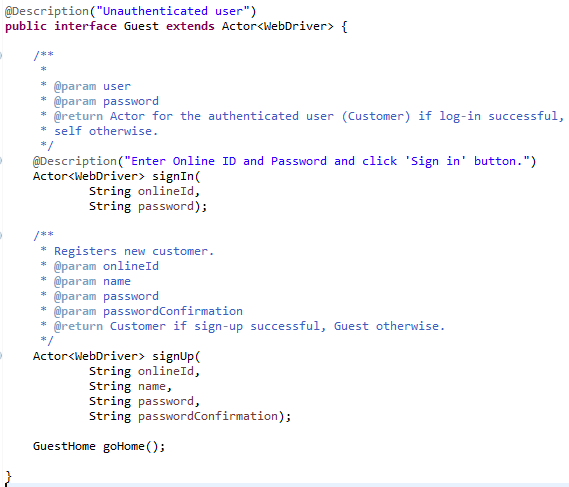 @Description("Unauthenticated user")
public interface Guest extends Actor<WebDriver> {
/**
*
* @param user
* @param password
* @return Actor for the authenticated user (Customer) if log-in successful,
* self otherwise.
*/
@Description("Enter Online ID and Password and click 'Sign in' button.")
Actor<WebDriver> signIn(
String onlineId,
String password);
/**
* Registers new customer.
* @param onlineId
* @param name
* @param password
* @param passwordConfirmation
* @return Customer if sign-up successful, Guest otherwise.
*/
Actor<WebDriver> signUp(
String onlineId,
String name,
String password,
String passwordConfirmation);
GuestHome goHome();
}